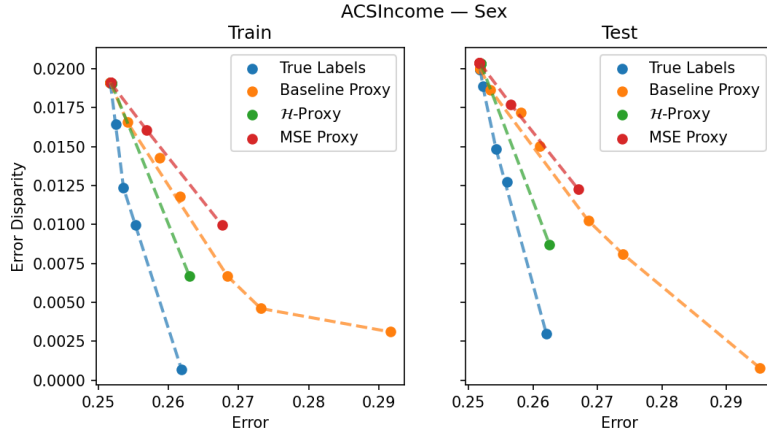 ACSIncome — Sex
Train
Test
Error Disparity
0.0200
0.0175
0.0150
0.0125
0.0100
0.0075
0.0050
0.0025
0.0000
True Labels
Baseline Proxy
ℋ-Proxy
MSE Proxy
True Labels
Baseline Proxy
ℋ-Proxy
MSE Proxy
0.25 0.26 0.27 0.28 0.29
0.25 0.26 0.27 0.28 0.29
Error
Error